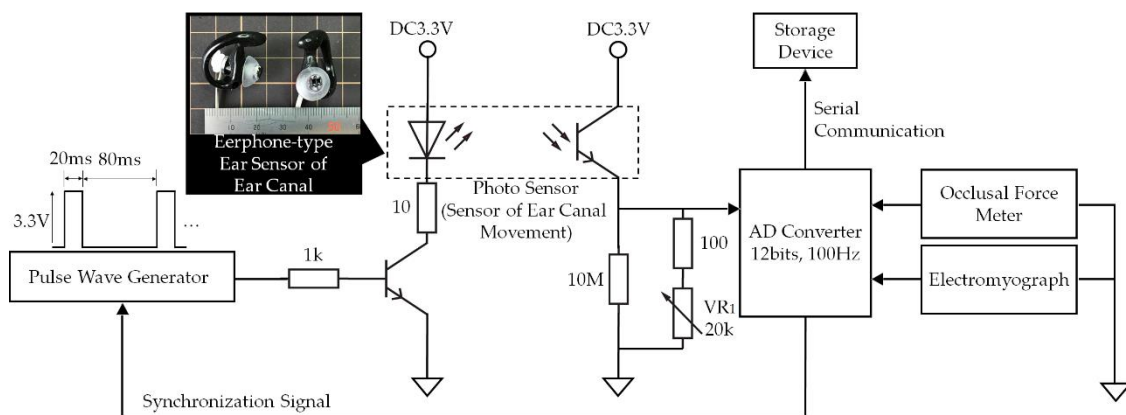 DC3.3V
DC3.3V
Storage
Device
Serial
Communication
Eerphone-type
Ear Sensor of
Ear Canal
20ms
80ms
3.3V
...
Pulse Wave Generator
1k
10
Photo Sensor
(Sensor of Ear Canal
Movement)
10M
100
VR1
20k
AD Converter
12bits, 100Hz
Occlusal Force
Meter
Electromyograph
Synchronization Signal